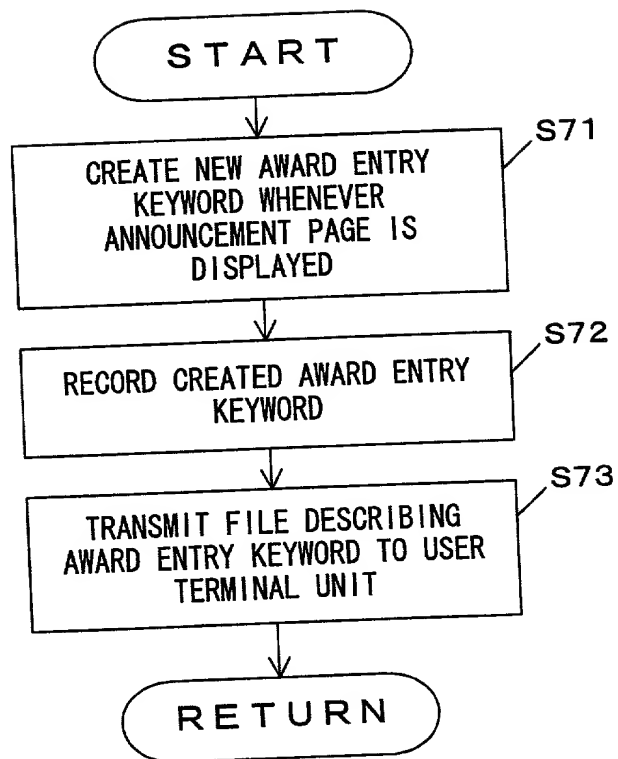 START
S71
CREATE NEW AWARD ENTRY
KEYWORD WHENEVER
ANNOUNCEMENT PAGE IS
DISPLAYED
S72
RECORD CREATED AWARD ENTRY
KEYWORD
S73
TRANSMIT FILE DESCRIBING
AWARD ENTRY KEYWORD TO USER
TERMINAL UNIT
RETURN